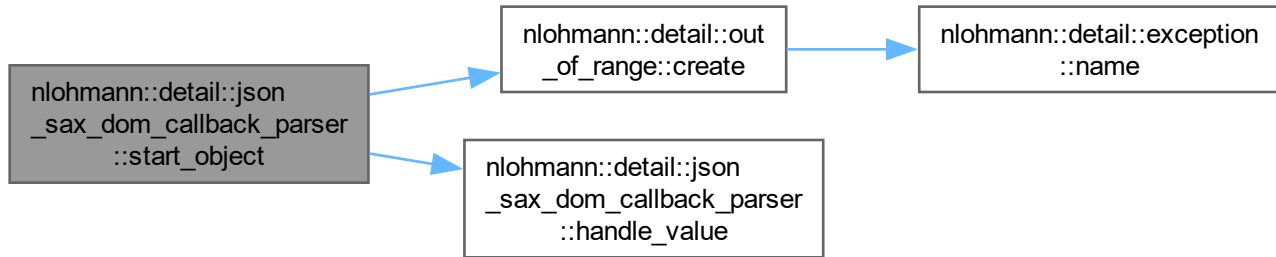 nlohmann::detail::json
_sax_dom_callback_parser
::start_object
nlohmann::detail::out
_of_range::create
nlohmann::detail::exception
::name
nlohmann::detail::json
_sax_dom_callback_parser
::handle_value